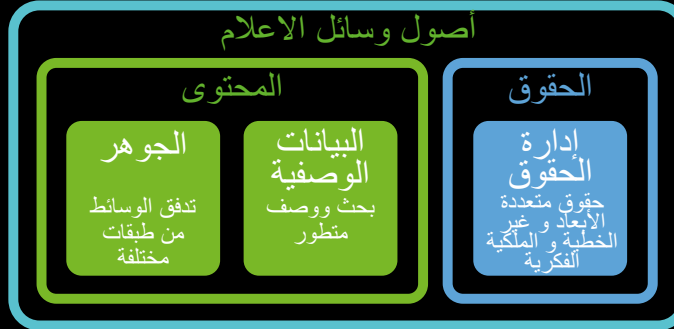 أصول وسائل الاعلام
الحقوق
إدارة
الحقوق
حقوق متعددة
الأبعاد و غير
الخطية و الملكية
الفكرية
المحتوى
البيانات
الوصفية
بحث ووصف
متطور
الجوهر
تدفق الوسائط
من طبقات
مختلفة